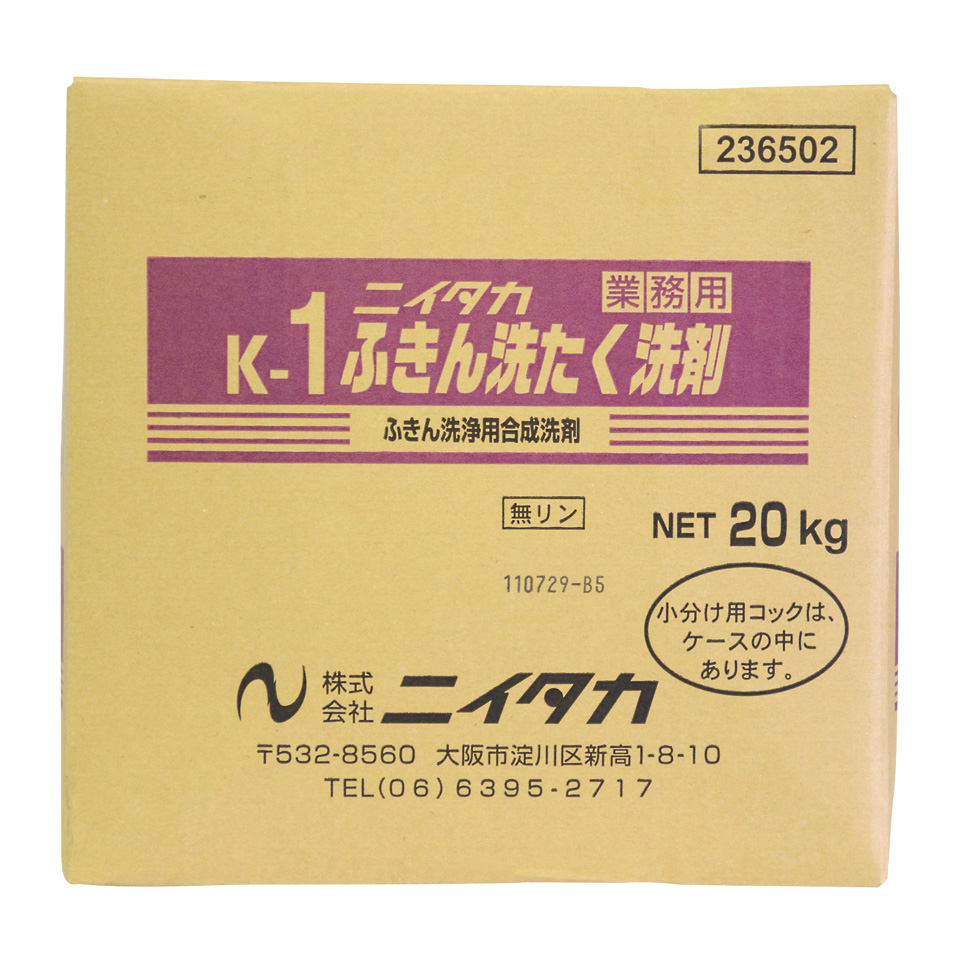 236502
ニイタカ 業務用
K-1ふきん洗たく洗剤
ふきん洗浄用合成洗剤
無リン
NET 20kg
110729-B5
小分け用コックは、
ケースの中に
あります。
株式会社 ニイタカ
〒532-8560 大阪市淀川区新高1-8-10
TEL(06)6395-2717